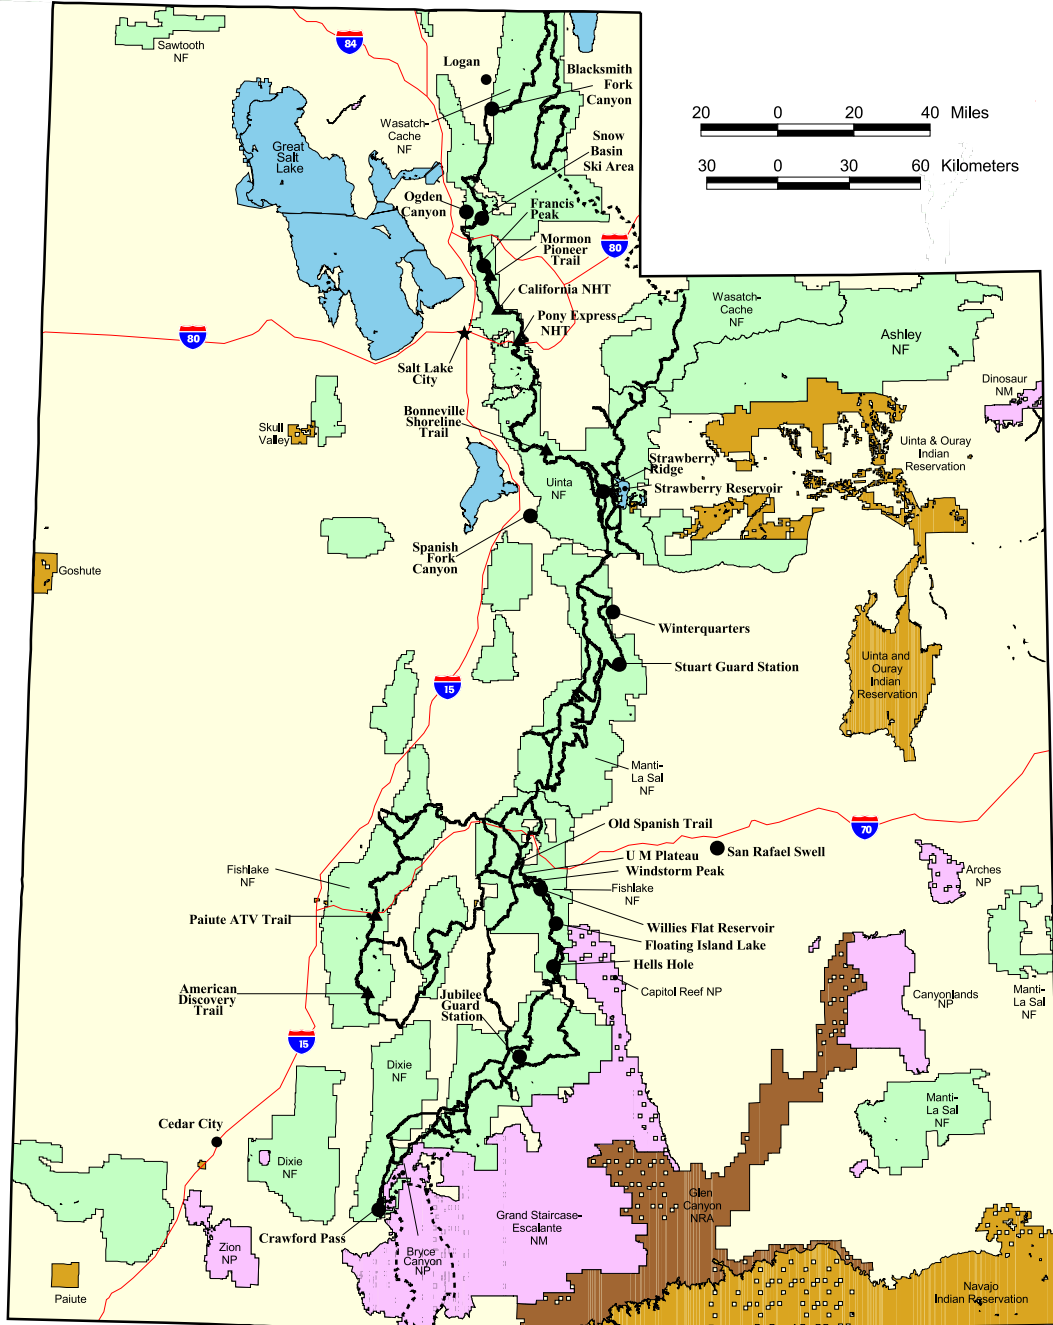 Sawtooth
NF
84
Logan
Blacksmith
Fork
Canyon
20 0 20 40 Miles
30 0 30 60 Kilometers
Wasatch-
Cache
NF
Great
Salt
Lake
Snow
Basin
Ski Area
Ogden
Canyon
Francis
Peak
Mormon
Pioneer
Trail
80
California NHT
Wasatch-
Cache
NF
Pony Express
NHT
80
Ashley
NF
Salt Lake
City
Dinosaur
NM
Bonneville
Shoreline
Trail
Skull
Valley
Uinta & Ouray
Indian
Reservation
Strawberry
Ridge
Uinta
NF
Strawberry Reservoir
Spanish
Fork
Canyon
Goshute
Winterquarters
Stuart Guard Station
Uinta and
Ouray
Indian
Reservation
15
Manti-
La Sal
NF
Old Spanish Trail
70
U M Plateau
San Rafael Swell
Windstorm Peak
Fishlake
NF
Fishlake
NF
Arches
NP
Paiute ATV Trail
Willies Flat Reservoir
Floating Island Lake
Hells Hole
American
Discovery
Trail
Jubilee
Guard
Station
Capitol Reef NP
Canyonlands
NP
Manti-
La Sal
NF
15
Dixie
NF
Manti-
La Sal
NF
Cedar City
Dixie
NF
Glen
Canyon
NRA
Grand Staircase-
Escalante
NM
Crawford Pass
Zion
NP
Bryce
Canyon
NP
Paiute
Navajo
Indian Reservation